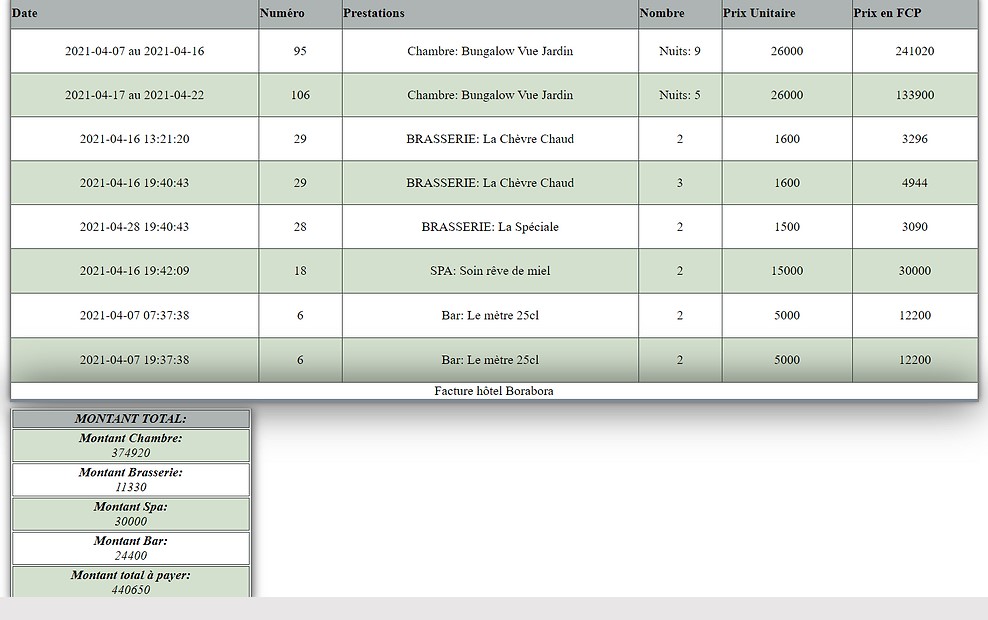 Date Numéro Prestations Nombre Prix Unitaire Prix en FCP
2021-04-07 au 2021-04-16 95 Chambre: Bungalow Vue Jardin Nuits: 9 26000 241020
2021-04-17 au 2021-04-22 106 Chambre: Bungalow Vue Jardin Nuits: 5 26000 133900
2021-04-16 13:21:20 29 BRASSERIE: La Chèvre Chaud 2 1600 3296
2021-04-16 19:40:43 29 BRASSERIE: La Chèvre Chaud 3 1600 4944
2021-04-28 19:40:43 28 BRASSERIE: La Spéciale 2 1500 3090
2021-04-16 19:42:09 18 SPA: Soin rêve de miel 2 15000 30000
2021-04-07 07:37:38 6 Bar: Le mètre 25cl 2 5000 12200
2021-04-07 19:37:38 6 Bar: Le mètre 25cl 2 5000 12200
Facture hôtel Borabora
MONTANT TOTAL:
Montant Chambre:
374920
Montant Brasserie:
11330
Montant Spa:
30000
Montant Bar:
24400
Montant total à payer:
440650